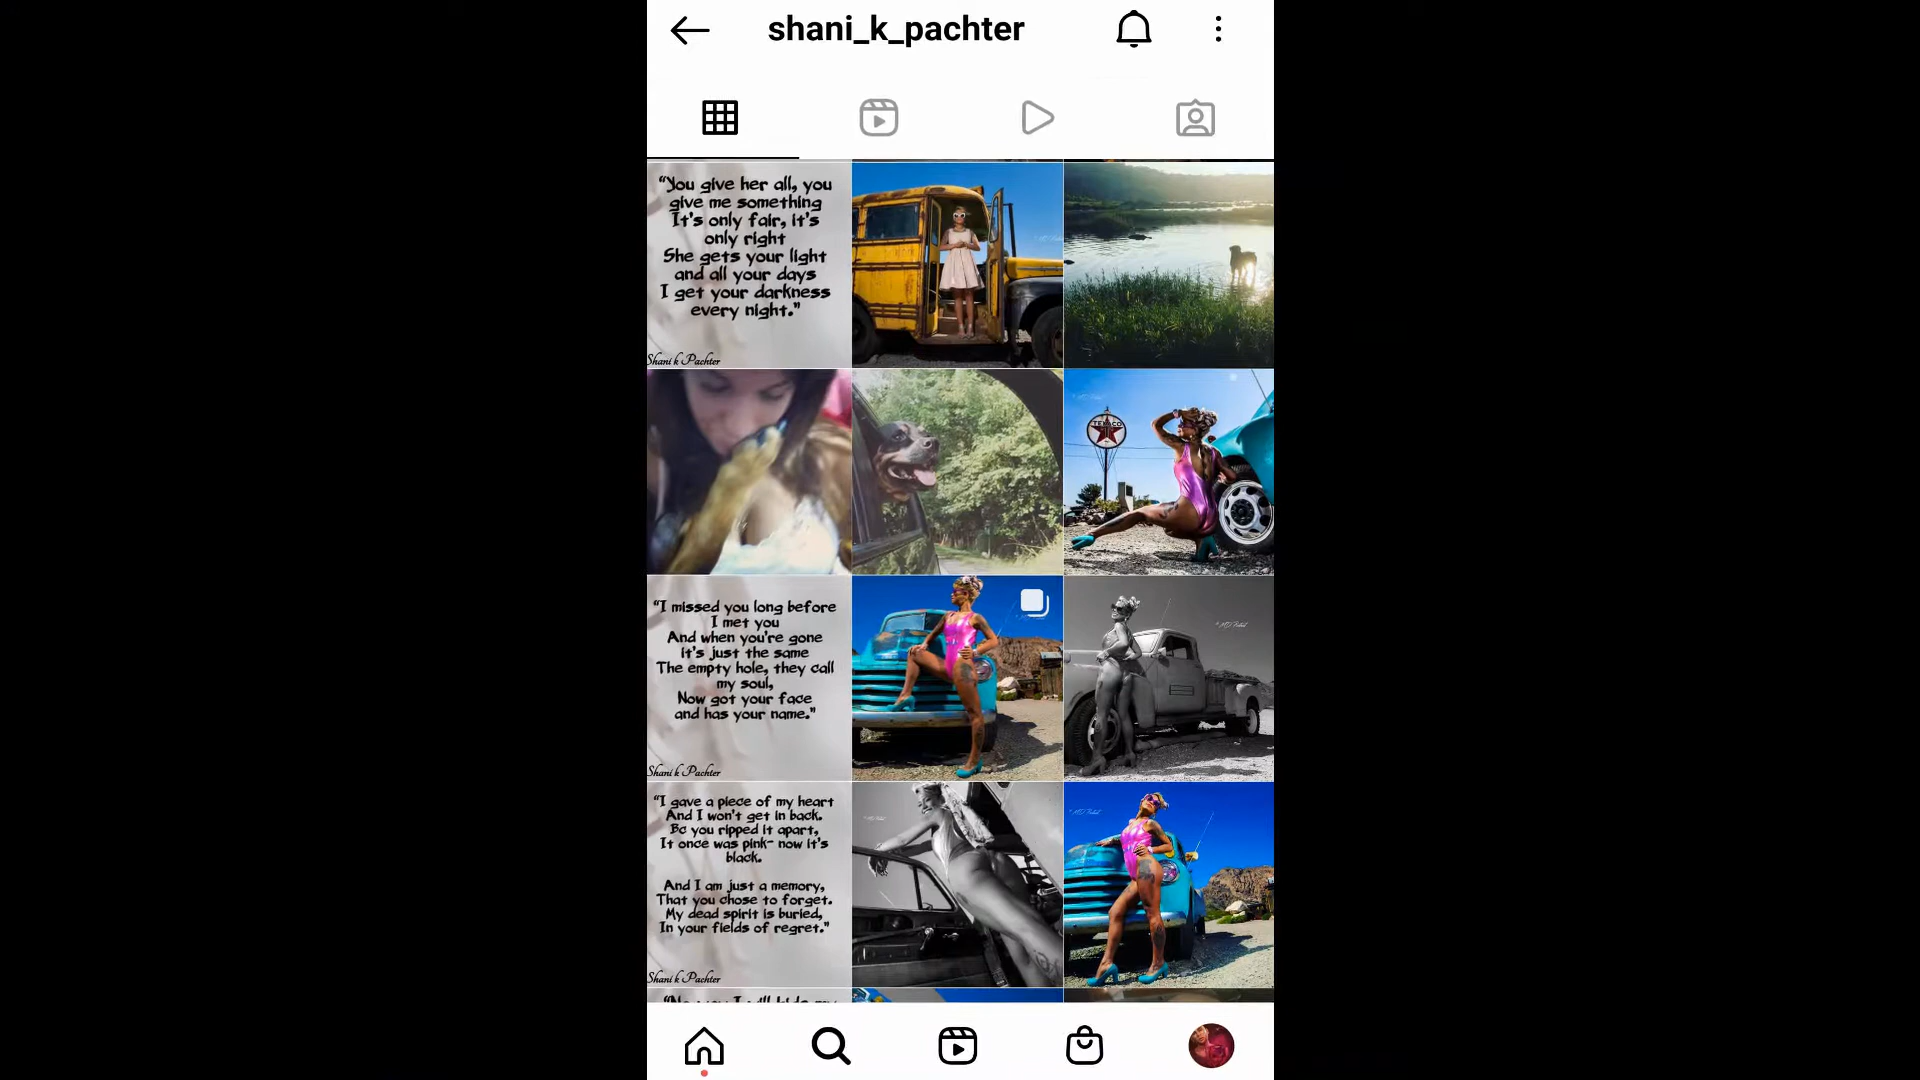 shani_k_pachter
“You give her all, you
give me something
It's only fair, it's
only right
She gets your light
and all your days
I get your darkness
every night.”
Shani k Pachter
TEXACO
“I missed you long before
I met you
And when you're gone
it's just the same
The empty hole, they call
my soul,
Now got your face
and has your name.”
Shani k Pachter
“I gave a piece of my heart
And I won't get in back.
Bc you ripped it apart,
It once was pink- now it's
black.
And I am just a memory,
That you chose to forget.
My dead spirit is buried,
In your fields of regret.”
Shani k Pachter